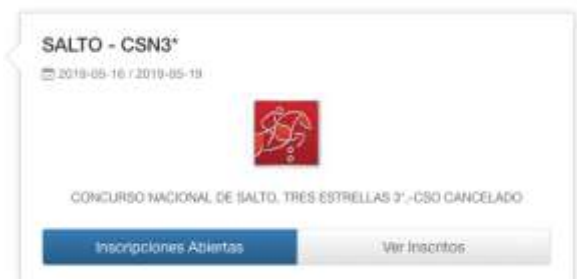 SALTO - CSN3*
2019-05-16 / 2019-05-19
CONCURSO NACIONAL DE SALTO, TRES ESTRELLAS 3*.-CSO CANCELADO
Inscripciones Abiertas
Ver Inscritos